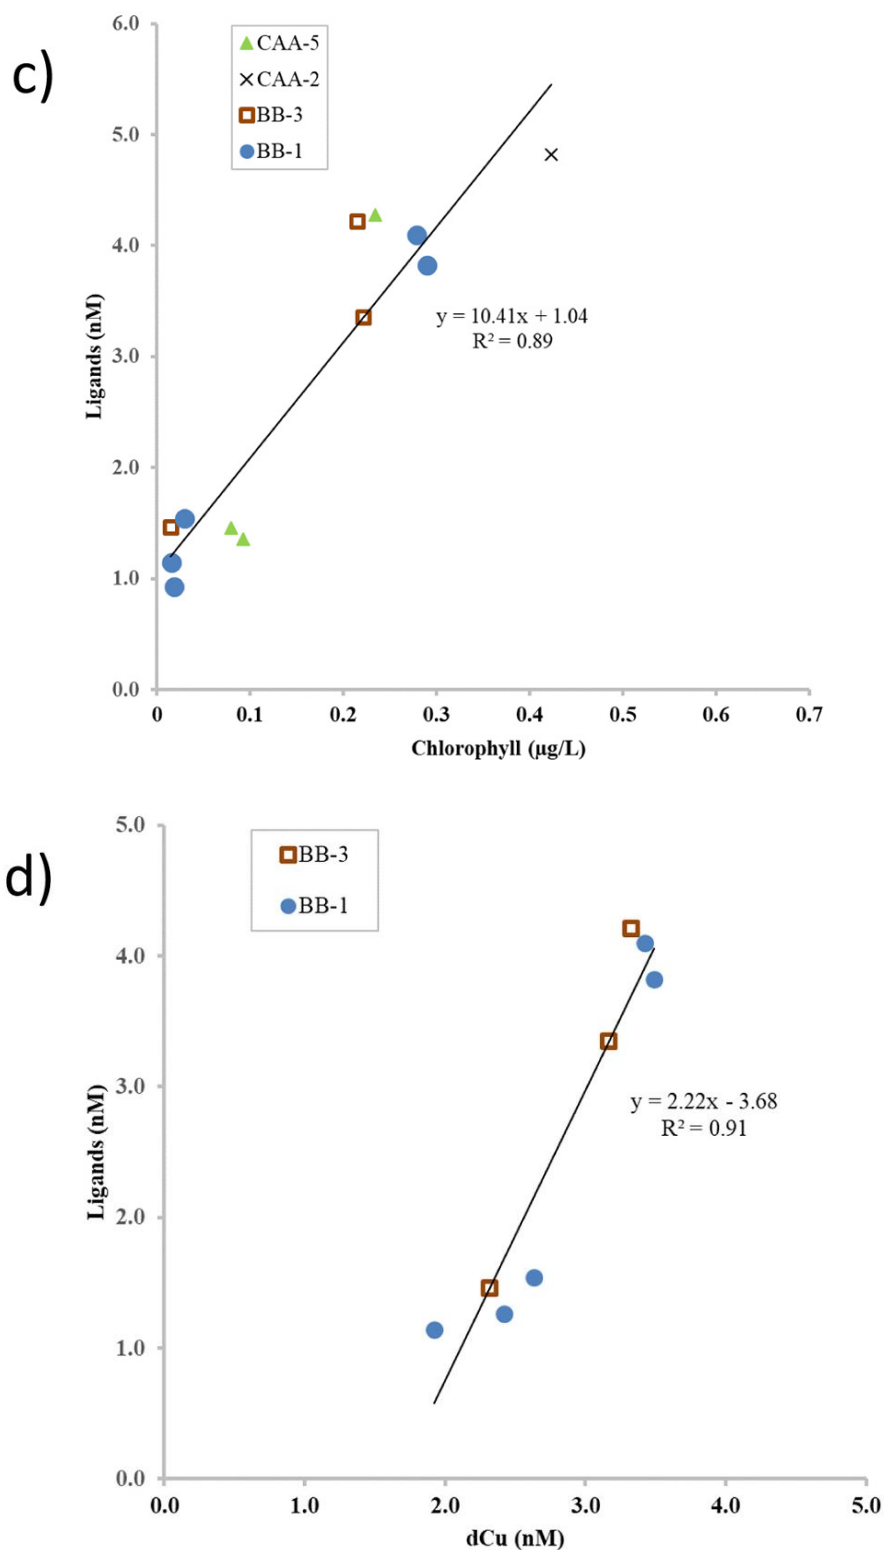 c)
6.0
5.0
4.0
3.0
2.0
1.0
0.0
Ligands (nM)
CAA-5
CAA-2
BB-3
BB-1
y = 10.41x + 1.04
R² = 0.89
0 0.1 0.2 0.3 0.4 0.5 0.6 0.7
Chlorophyll (µg/L)
d)
5.0
4.0
3.0
2.0
1.0
0.0
Ligands (nM)
BB-3
BB-1
y = 2.22x - 3.68
R² = 0.91
0.0 1.0 2.0 3.0 4.0 5.0
dCu (nM)